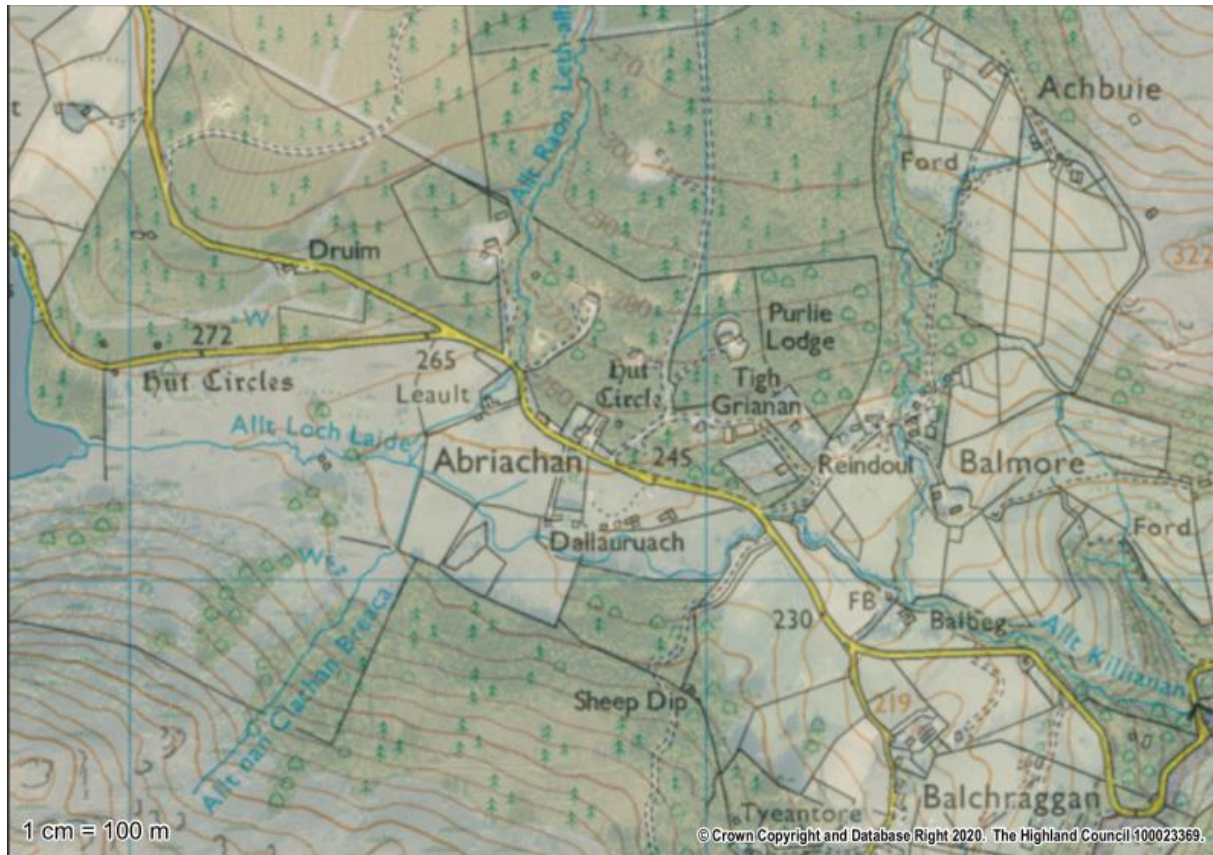 Allt Raon Leth-all
310
Achbuie
t
300
Ford
290
Druim
322
280
Purlie
Lodge
W
272
265
Hut Circles
Leault
Hut
Circle
Tigh
Grianan
Allt Loch Laide
Abriachan
245
Reindoul
Balmore
Dallauruach
Ford
FB
230
Balbeg
Allt Killianan
Allt nan Clachan Breaca
Sheep Dip
219
Balchraggan
Tyeantore
1 cm = 100 m
© Crown Copyright and Database Right 2020. The Highland Council 100023369.